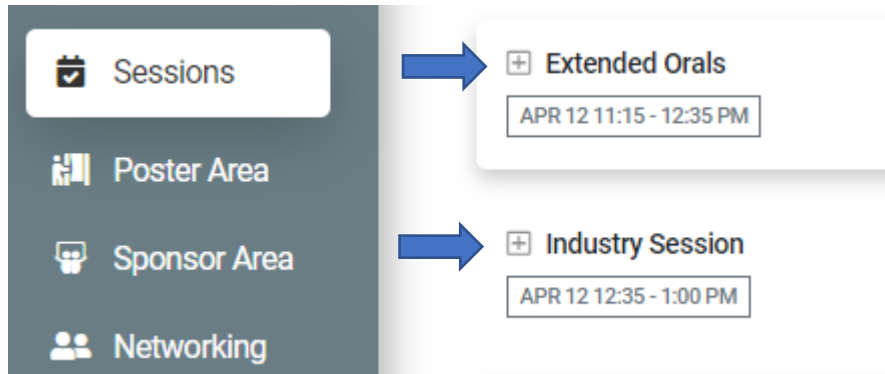 Sessions
Poster Area
Sponsor Area
Networking
Extended Orals
APR 12 11:15 - 12:35 PM
Industry Session
APR 12 12:35 - 1:00 PM